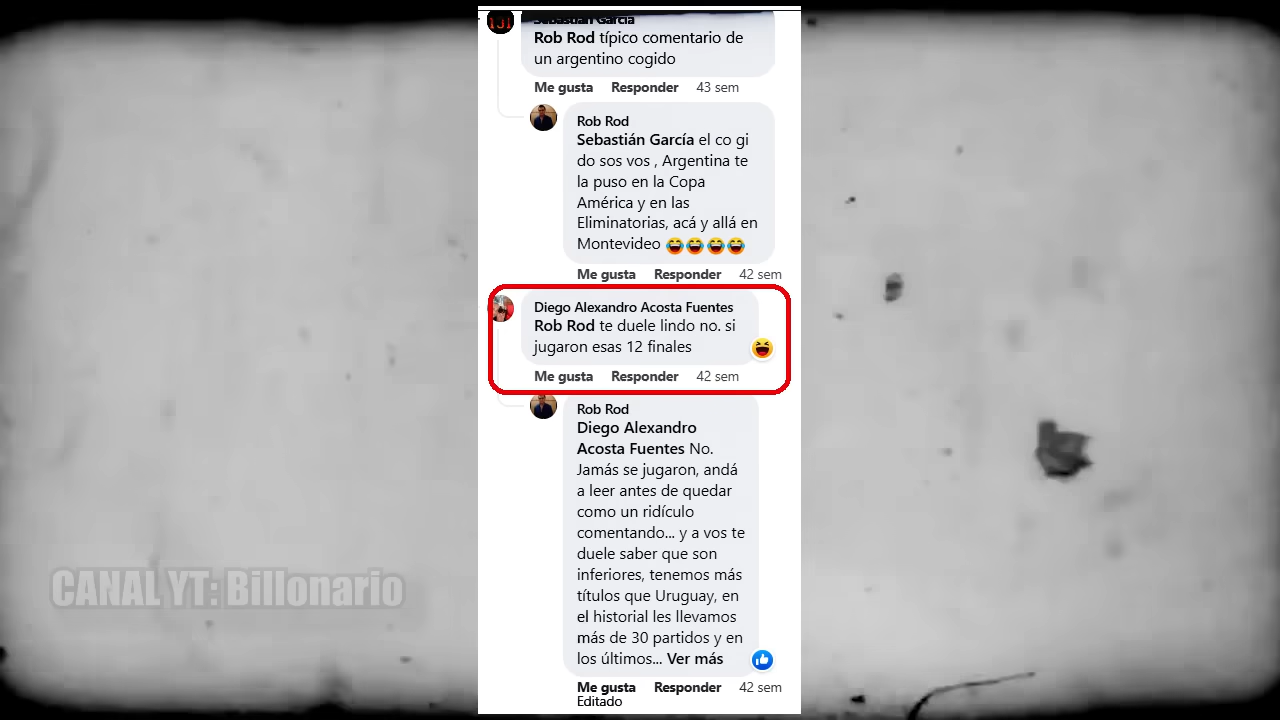 Sebastián García
Rob Rod típico comentario de
un argentino cogido
Me gusta Responder 43 sem
Rob Rod
Sebastián García el co gi
do sos vos , Argentina te
la puso en la Copa
América y en las
Eliminatorias, acá y allá en
Montevideo 😂😂😂😂
Me gusta Responder 42 sem
Diego Alexandro Acosta Fuentes
Rob Rod te duele lindo no. si
jugaron esas 12 finales
Me gusta Responder 42 sem
Rob Rod
Diego Alexandro
Acosta Fuentes No.
Jamás se jugaron, andá
a leer antes de quedar
como un ridículo
comentando... y a vos te
duele saber que son
inferiores, tenemos más
títulos que Uruguay, en
el historial les llevamos
más de 30 partidos y en
los últimos... Ver más
Me gusta Responder 42 sem
Editado
CANAL YT: Billonario